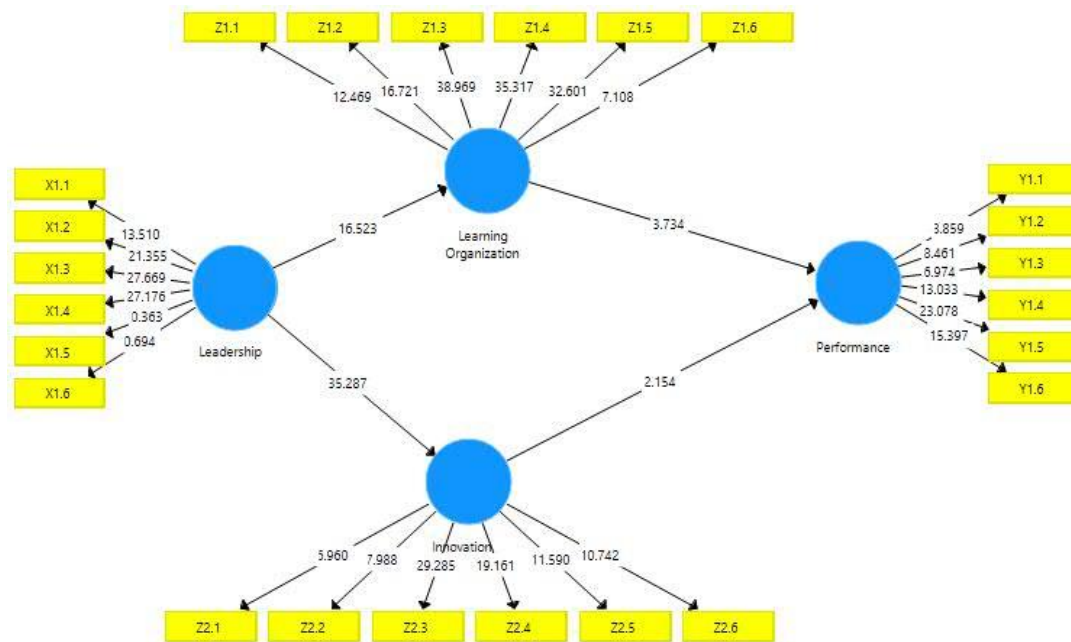 Z1.1
Z1.2
Z1.3
Z1.4
Z1.5
Z1.6
12.469
16.721
38.969
35.317
32.601
7.108
X1.1
X1.2
X1.3
X1.4
X1.5
X1.6
13.510
21.355
27.669
27.176
0.363
0.694
Leadership
16.523
35.287
Learning
Organization
3.734
2.154
Performance
3.859
8.461
6.974
13.033
23.078
15.397
Y1.1
Y1.2
Y1.3
Y1.4
Y1.5
Y1.6
Innovation
7.988
29.285
19.161
11.590
10.742
Z2.1
Z2.2
Z2.3
Z2.4
Z2.5
Z2.6